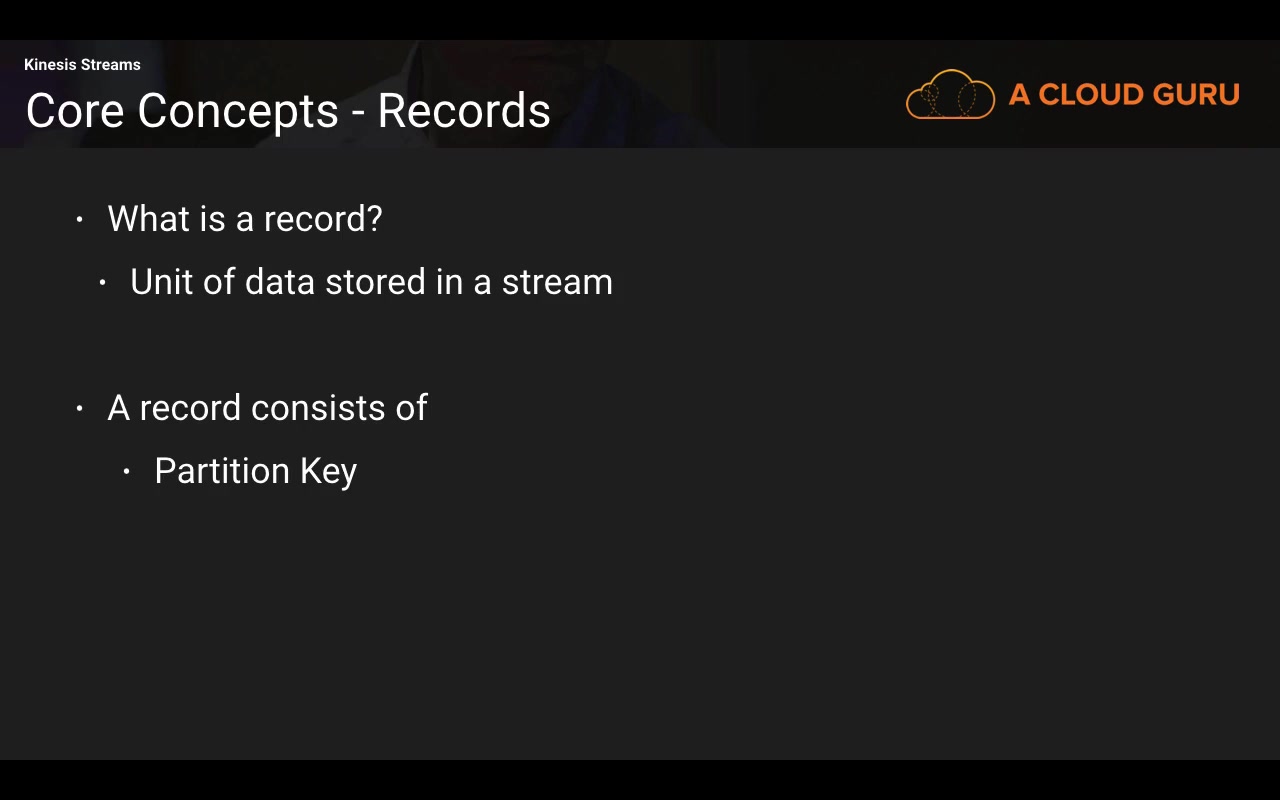 Kinesis Streams
Core Concepts - Records
A CLOUD GURU
• What is a record?
• Unit of data stored in a stream
• A record consists of
• Partition Key